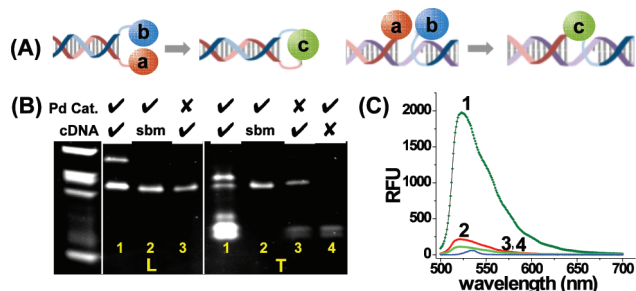 (A) b a c a b c
(B)
Pd Cat. ✓ ✓ ✗ ✓ ✓ ✗ ✓
cDNA ✓ sbm ✓ ✓ sbm ✓ ✗
1 2 3 1 2 3 4
L T
(C)
2000
1500
1000
500
0
RFU
1
2 3,4
500 550 600 650 700
wavelength (nm)